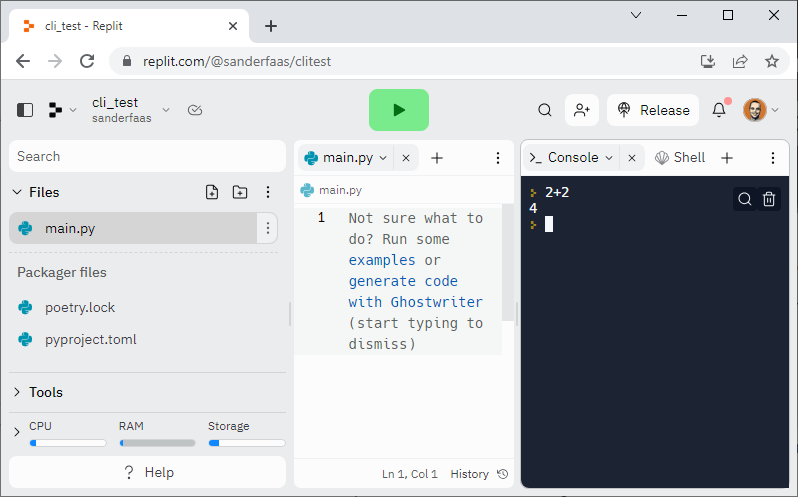 cli_test - Replit
replit.com/@sanderfaas/clitest
cli_test
sanderfaas
Release
Search
Files
main.py
Packager files
poetry.lock
pyproject.toml
Tools
CPU RAM Storage
Help
main.py
main.py
1 Not sure what to
do? Run some
examples or
generate code
with Ghostwriter
(start typing to
dismiss)
Ln 1, Col 1 History
Console Shell
2+2
4